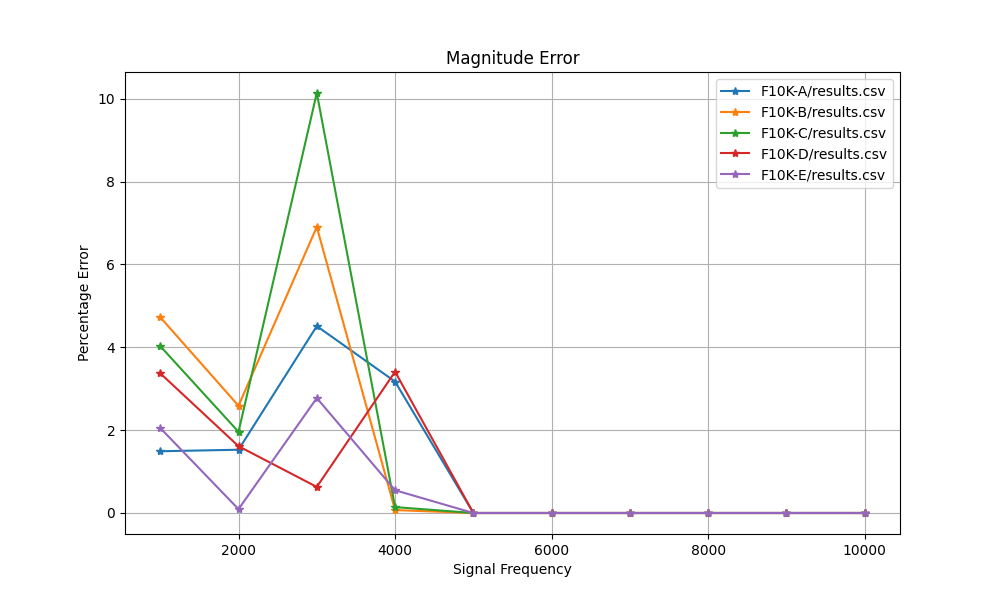 Magnitude Error
F10K-A/results.csv
F10K-B/results.csv
F10K-C/results.csv
F10K-D/results.csv
F10K-E/results.csv
Percentage Error
10
8
6
4
2
0
2000 4000 6000 8000 10000
Signal Frequency